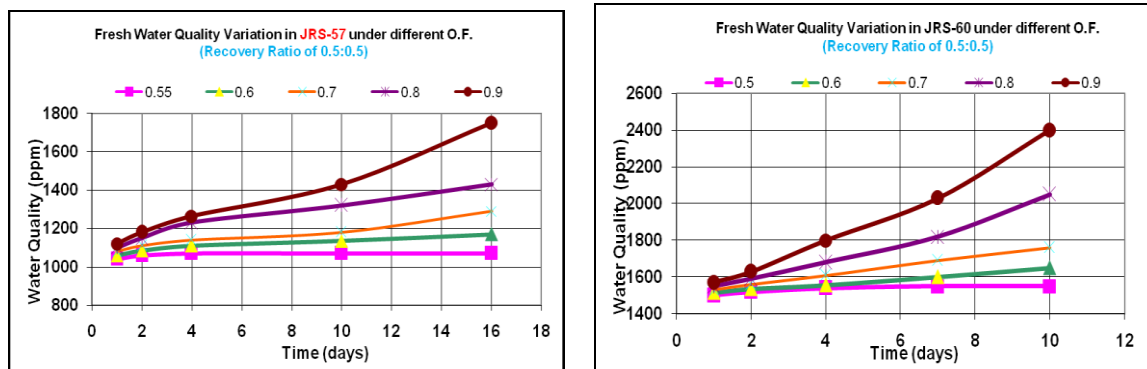 Fresh Water Quality Variation in JRS-57 under different O.F.
(Recovery Ratio of 0.5:0.5)
0.55 0.6 0.7 0.8 0.9
1800
1600
1400
1200
1000
800
Water Quality (ppm)
0 2 4 6 8 10 12 14 16 18
Time (days)
Fresh Water Quality Variation in JRS-60 under different O.F.
(Recovery Ratio of 0.5:0.5)
0.5 0.6 0.7 0.8 0.9
2600
2400
2200
2000
1800
1600
1400
Water Quality (ppm)
0 2 4 6 8 10 12
Time (days)